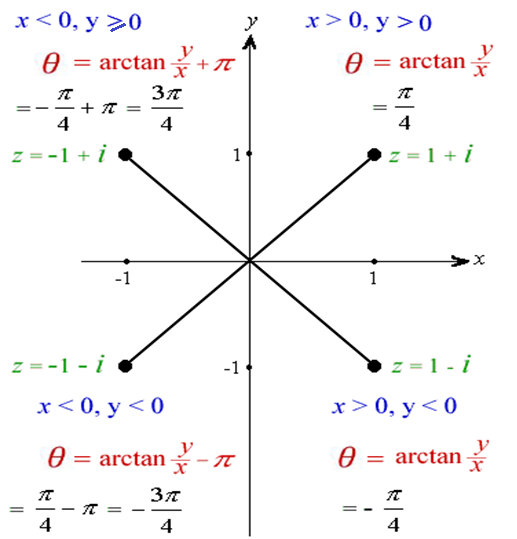 x < 0, y ⩾ 0
θ = arctan y/x + π
= - π/4 + π = 3π/4
z = -1 + i
x > 0, y > 0
θ = arctan y/x
= π/4
z = 1 + i
y
1
x
-1
1
-1
z = -1 - i
x < 0, y < 0
θ = arctan y/x - π
= π/4 - π = - 3π/4
z = 1 - i
x > 0, y < 0
θ = arctan y/x
= - π/4